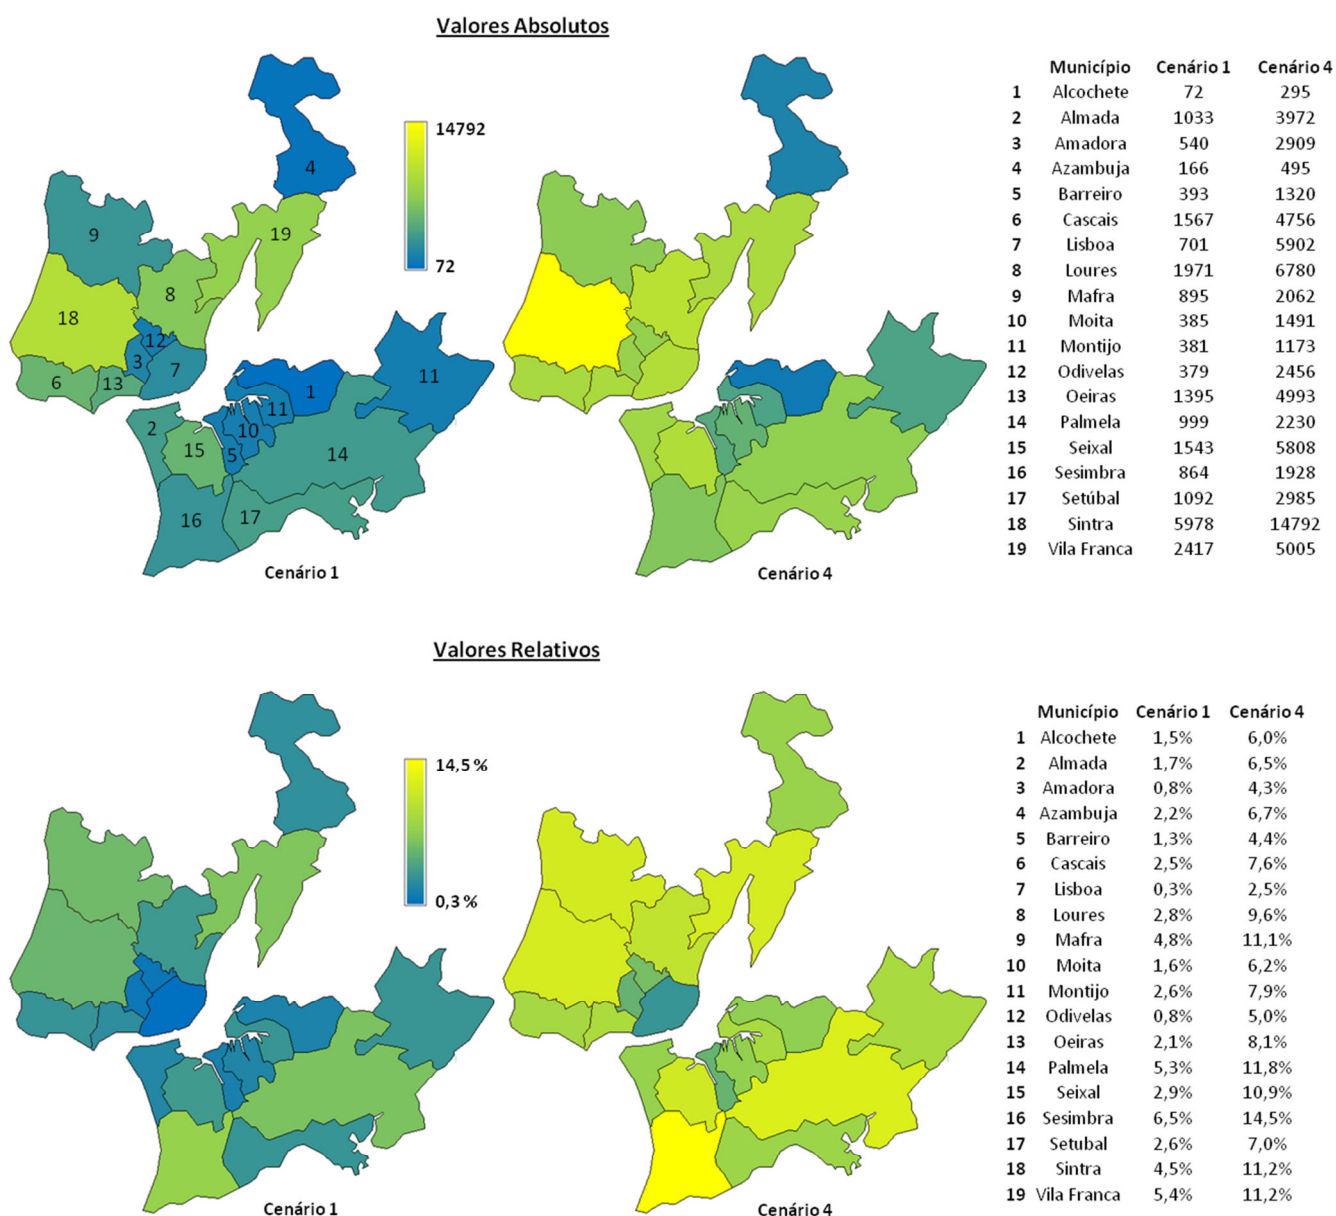 Valores Absolutos
Município Cenário 1 Cenário 4
1 Alcochete 72 295
2 Almada 1033 3972
3 Amadora 540 2909
4 Azambuja 166 495
5 Barreiro 393 1320
6 Cascais 1567 4756
7 Lisboa 701 5902
8 Loures 1971 6780
9 Mafra 895 2062
10 Moita 385 1491
11 Montijo 381 1173
12 Odivelas 379 2456
13 Oeiras 1395 4993
14 Palmela 999 2230
15 Seixal 1543 5808
16 Sesimbra 864 1928
17 Setúbal 1092 2985
18 Sintra 5978 14792
19 Vila Franca 2417 5005
14792
72
4
9
19
8
18
12
3
7
6
13
1
11
11
2
10
15
5
14
16
17
Cenário 1
Cenário 4
Valores Relativos
Município Cenário 1 Cenário 4
1 Alcochete 1,5% 6,0%
2 Almada 1,7% 6,5%
3 Amadora 0,8% 4,3%
4 Azambuja 2,2% 6,7%
5 Barreiro 1,3% 4,4%
6 Cascais 2,5% 7,6%
7 Lisboa 0,3% 2,5%
8 Loures 2,8% 9,6%
9 Mafra 4,8% 11,1%
10 Moita 1,6% 6,2%
11 Montijo 2,6% 7,9%
12 Odivelas 0,8% 5,0%
13 Oeiras 2,1% 8,1%
14 Palmela 5,3% 11,8%
15 Seixal 2,9% 10,9%
16 Sesimbra 6,5% 14,5%
17 Setubal 2,6% 7,0%
18 Sintra 4,5% 11,2%
19 Vila Franca 5,4% 11,2%
14,5 %
0,3 %
Cenário 1
Cenário 4